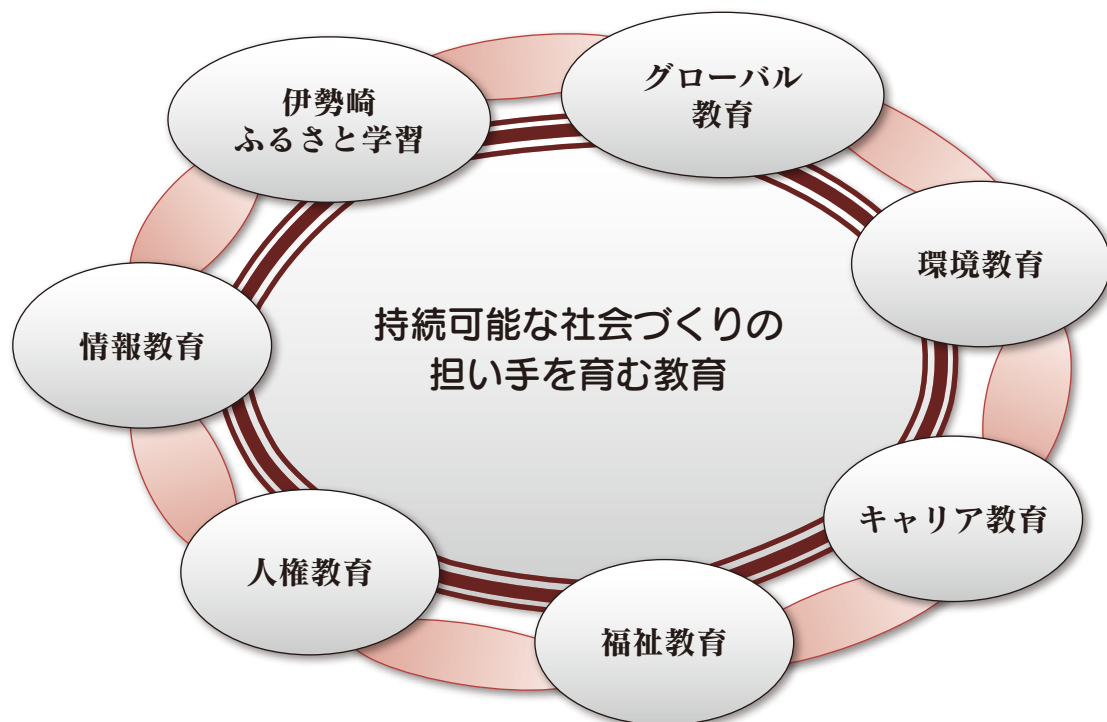 伊勢崎
ふるさと学習
グローバル
教育
環境教育
情報教育
持続可能な社会づくりの
担い手を育む教育
キャリア教育
人権教育
福祉教育